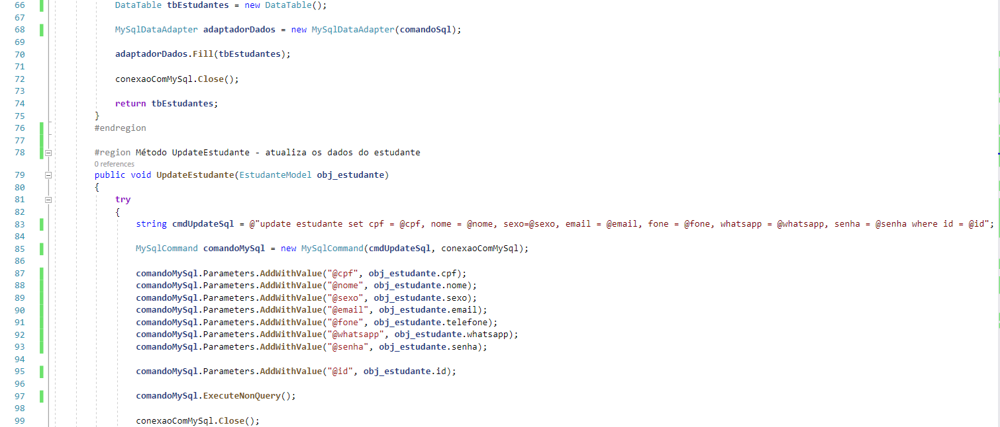 66 DataTable tbEstudantes = new DataTable();
67
68 MySqlDataAdapter adaptadorDados = new MySqlDataAdapter(comandoSql);
69
70 adaptadorDados.Fill(tbEstudantes);
71
72 conexaoComMySql.Close();
73
74 return tbEstudantes;
75 }
76 #endregion
77
78 #region Método UpdateEstudante - atualiza os dados do estudante
0 references
79 public void UpdateEstudante(EstudanteModel obj_estudante)
80 {
81 try
82 {
83 string cmdUpdateSql = @"update estudante set cpf = @cpf, nome = @nome, sexo=@sexo, email = @email, fone = @fone, whatsapp = @whatsapp, senha = @senha where id = @id";
84
85 MySqlCommand comandoMySql = new MySqlCommand(cmdUpdateSql, conexaoComMySql);
86
87 comandoMySql.Parameters.AddWithValue("@cpf", obj_estudante.cpf);
88 comandoMySql.Parameters.AddWithValue("@nome", obj_estudante.nome);
89 comandoMySql.Parameters.AddWithValue("@sexo", obj_estudante.sexo);
90 comandoMySql.Parameters.AddWithValue("@email", obj_estudante.email);
91 comandoMySql.Parameters.AddWithValue("@fone", obj_estudante.telefone);
92 comandoMySql.Parameters.AddWithValue("@whatsapp", obj_estudante.whatsapp);
93 comandoMySql.Parameters.AddWithValue("@senha", obj_estudante.senha);
94
95 comandoMySql.Parameters.AddWithValue("@id", obj_estudante.id);
96
97 comandoMySql.ExecuteNonQuery();
98
99 conexaoComMySql.Close();